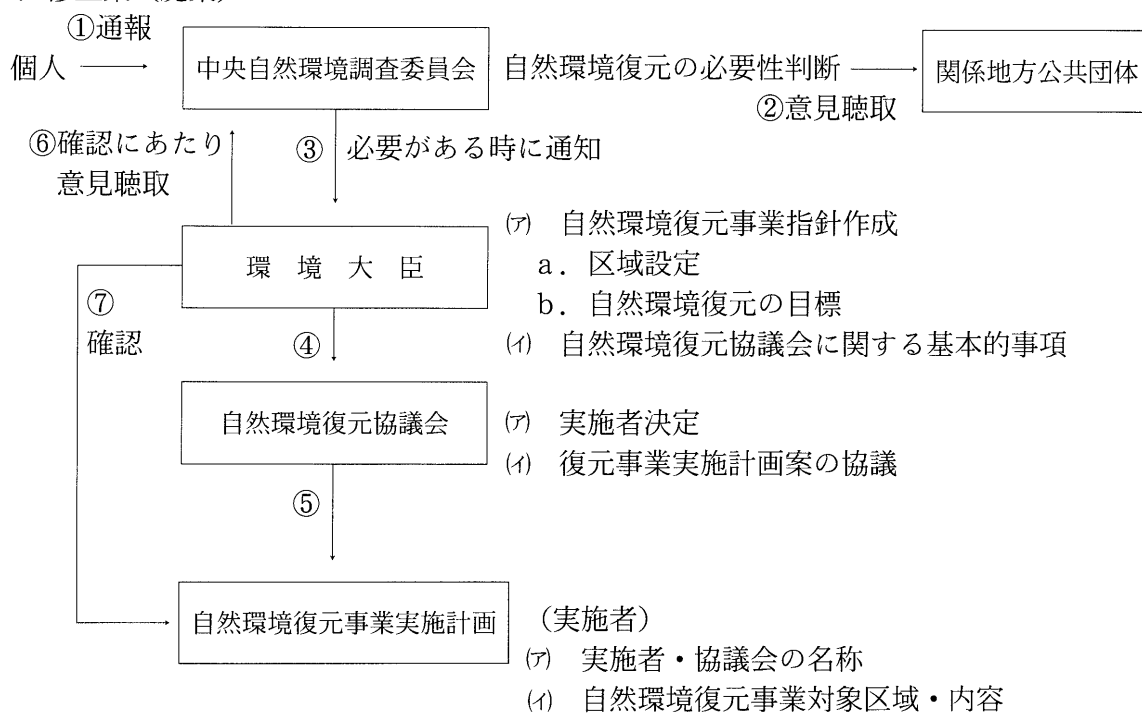 ①通報
個人
中央自然環境調査委員会
自然環境復元の必要性判断
関係地方公共団体
②意見聴取
⑥確認にあたり
意見聴取
③
必要がある時に通知
環境大臣
(ア) 自然環境復元事業指針作成
a．区域設定
b．自然環境復元の目標
(イ) 自然環境復元協議会に関する基本的事項
⑦
確認
④
自然環境復元協議会
(ア) 実施者決定
(イ) 復元事業実施計画案の協議
⑤
自然環境復元事業実施計画
（実施者）
(ア) 実施者・協議会の名称
(イ) 自然環境復元事業対象区域・内容